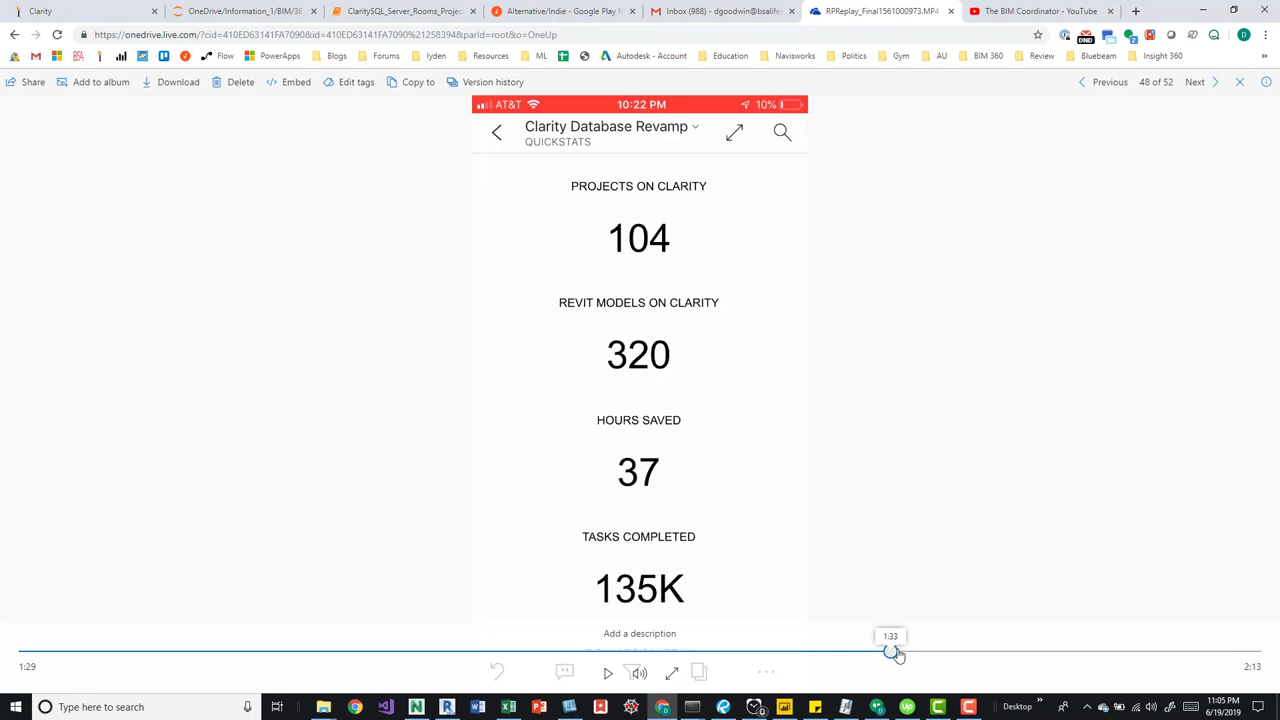 Clarity
OneDrive/Information_1/BIM/38,
ClaritySQL_Server_Rooms_Projec
Alternative/Indie - Google Play M
Inbox (988) - dgoodwin@bsalifes
RPReplay_Final1561000973.MP4
The BIM Coordinator - YouTube
https://onedrive.live.com/?cid=410ED63141FA7090&id=410ED63141FA7090%21258394&parId=root&o=OneUp
Flow
PowerApps
Blogs
Forums
Iyden
Resources
ML
Autodesk - Account
Education
Navisworks
Politics
Gym
AU
BIM 360
Review
Bluebeam
Insight 360
Share
Add to album
Download
Delete
Embed
Edit tags
Copy to
Version history
Previous
48 of 52
Next
AT&T
10:22 PM
10%
Clarity Database Revamp
QUICKSTATS
PROJECTS ON CLARITY
104
REVIT MODELS ON CLARITY
320
HOURS SAVED
37
TASKS COMPLETED
135K
Add a description
1:33
1:29
2:13
Type here to search
Desktop
11:05 PM
6/19/2019